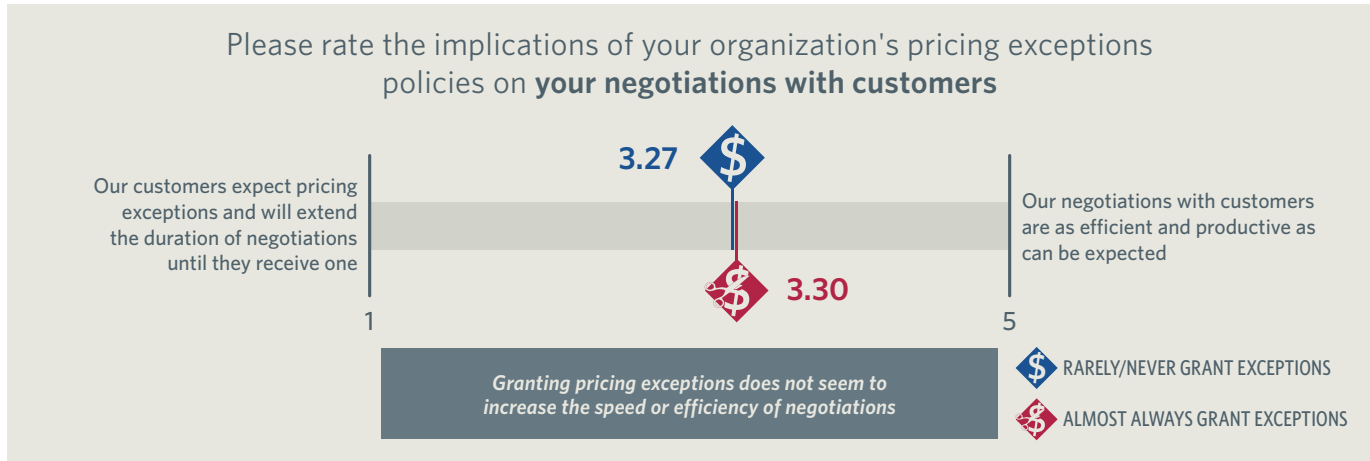 Please rate the implications of your organization's pricing exceptions
policies on your negotiations with customers
3.27
Our customers expect pricing
exceptions and will extend
the duration of negotiations
until they receive one
Our negotiations with customers
are as efficient and productive as
can be expected
3.30
1
5
Granting pricing exceptions does not seem to
increase the speed or efficiency of negotiations
$ RARELY/NEVER GRANT EXCEPTIONS
$ ALMOST ALWAYS GRANT EXCEPTIONS